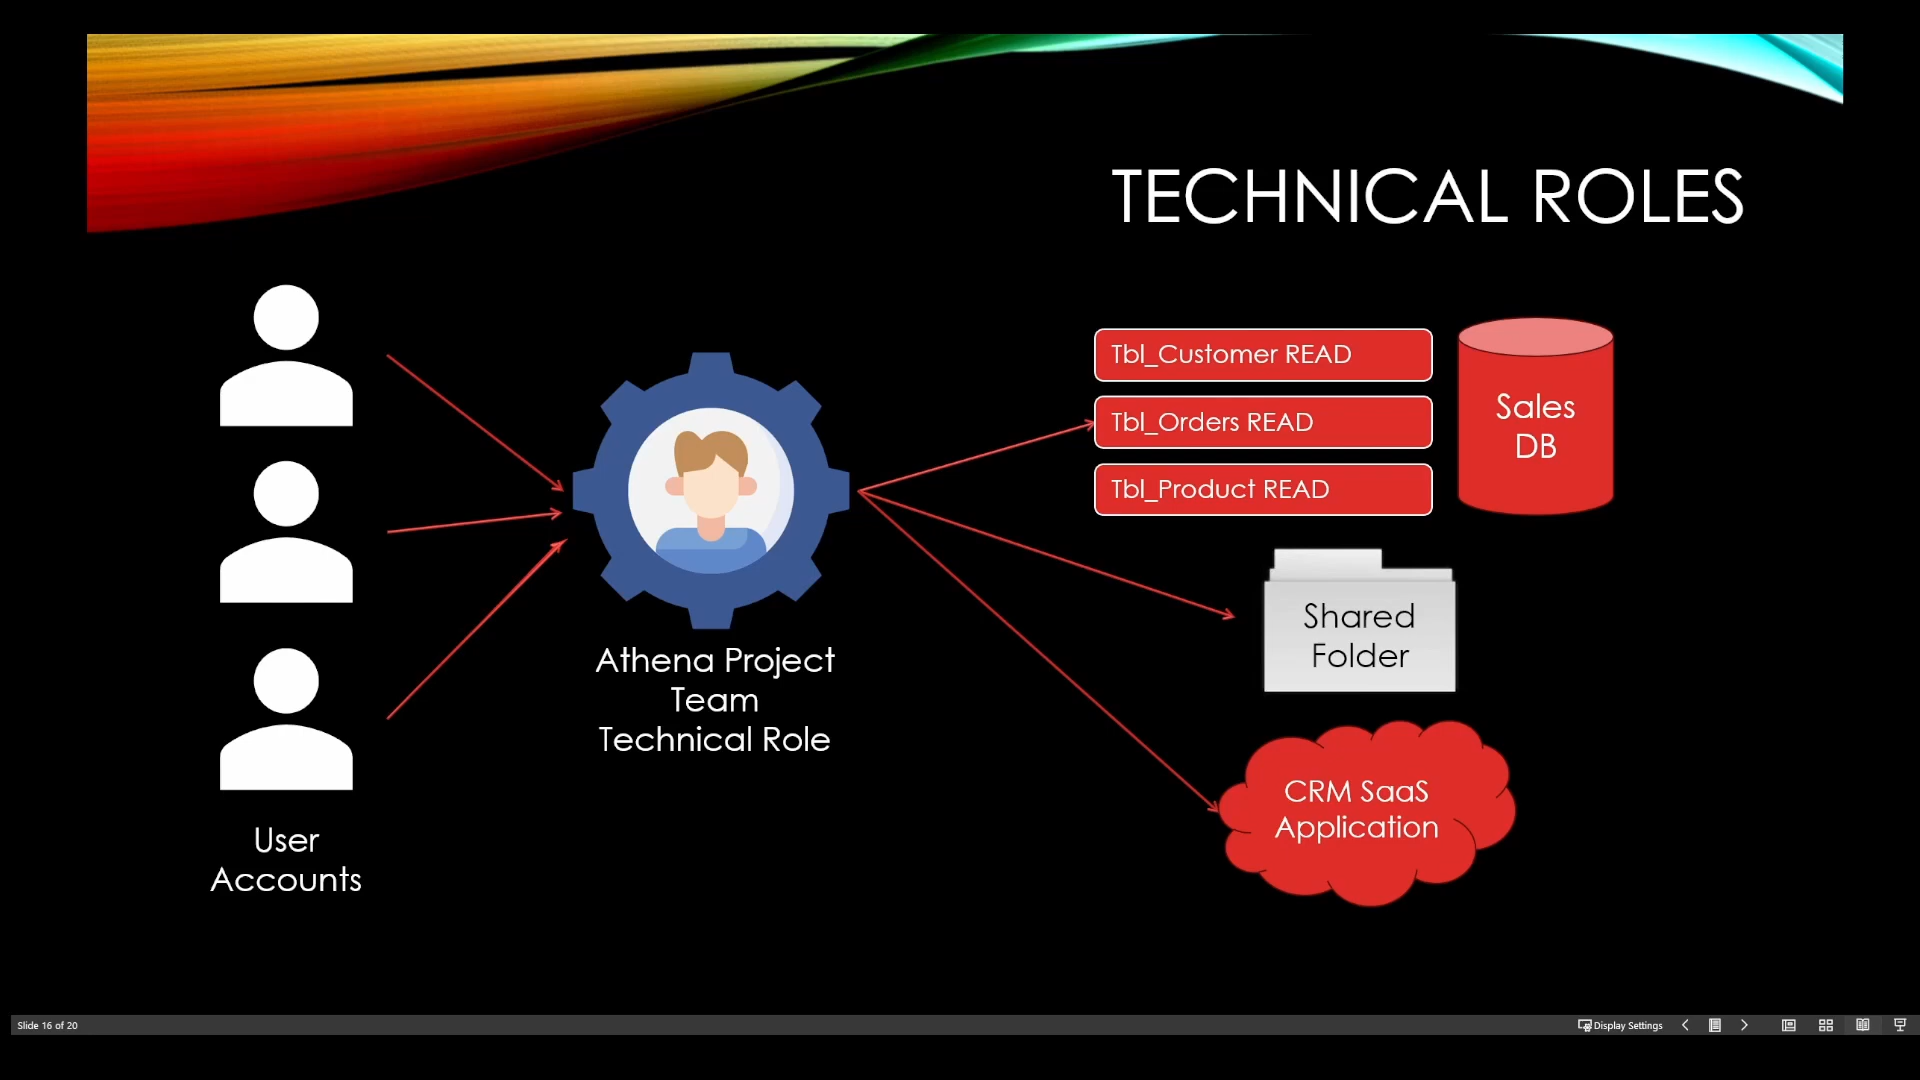 TECHNICAL ROLES
Tbl_Customer READ
Tbl_Orders READ
Tbl_Product READ
Sales
DB
Shared
Folder
CRM SaaS
Application
Athena Project
Team
Technical Role
User
Accounts
Slide 16 of 20
Display Settings